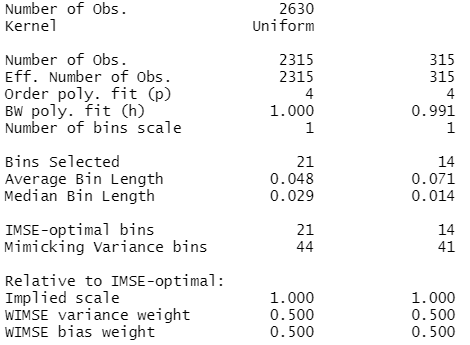 Number of Obs. 2630
Kernel Uniform
Number of Obs. 2315 315
Eff. Number of Obs. 2315 315
Order poly. fit (p) 4 4
BW poly. fit (h) 1.000 0.991
Number of bins scale 1 1
Bins Selected 21 14
Average Bin Length 0.048 0.071
Median Bin Length 0.029 0.014
IMSE-optimal bins 21 14
Mimicking Variance bins 44 41
Relative to IMSE-optimal:
Implied scale 1.000 1.000
WIMSE variance weight 0.500 0.500
WIMSE bias weight 0.500 0.500